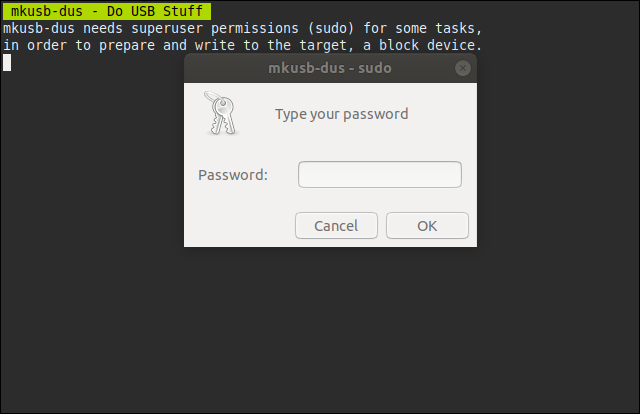 mkusb-dus - Do USB Stuff
mkusb-dus needs superuser permissions (sudo) for some tasks,
in order to prepare and write to the target, a block device.
mkusb-dus - sudo
Type your password
Password:
Cancel OK